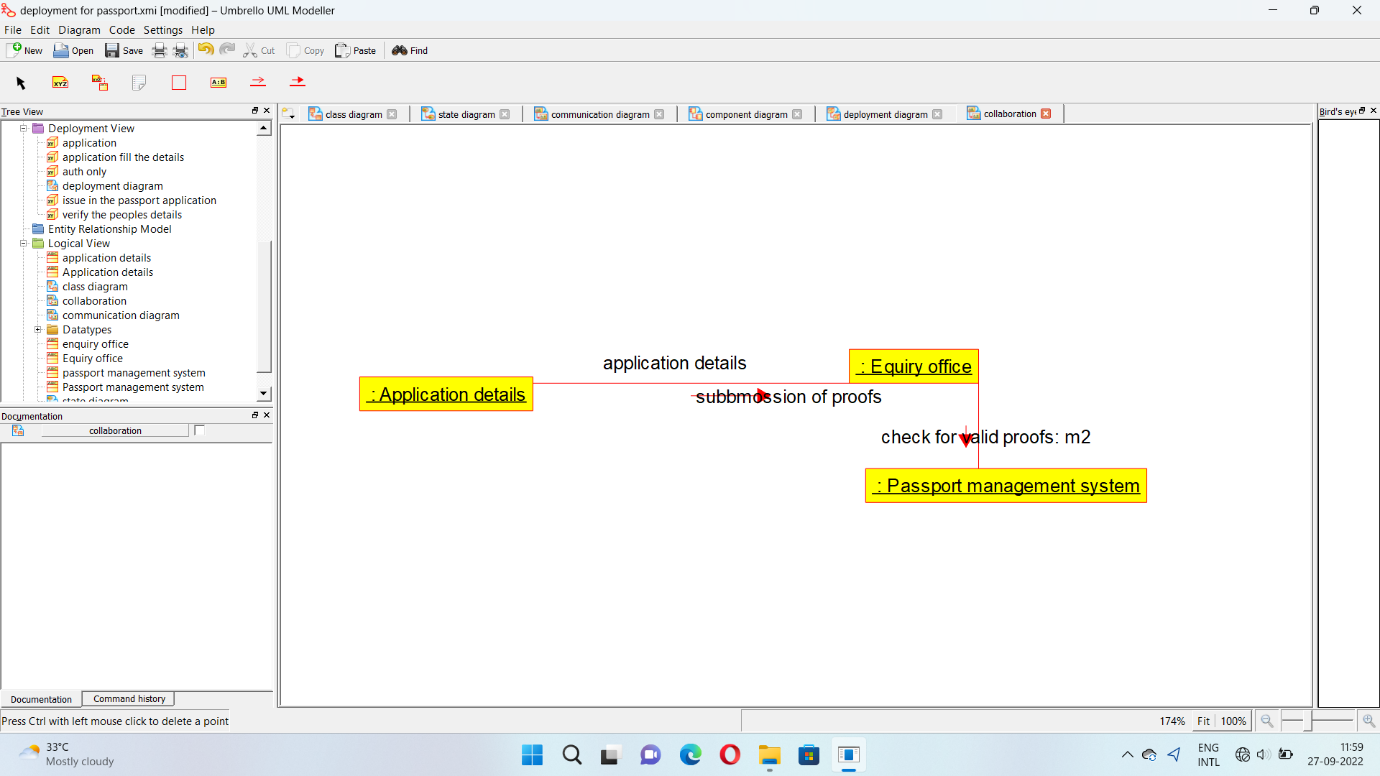 deployment for passport.xmi [modified] – Umbrello UML Modeller
File Edit Diagram Code Settings Help
New Open Save Cut Copy Paste Find
XYZ A:B
Tree View
class diagram state diagram communication diagram component diagram deployment diagram collaboration
Bird's eye
Deployment View
application
application fill the details
auth only
deployment diagram
issue in the passport application
verify the peoples details
Entity Relationship Model
Logical View
application details
Application details
class diagram
collaboration
communication diagram
Datatypes
enquiry office
Equiry office
passport management system
Passport management system
state diagram
application details
: Equiry office
: Application details
subbmossion of proofs
check for valid proofs: m2
: Passport management system
Documentation
collaboration
Documentation Command history
Press Ctrl with left mouse click to delete a point
174% Fit 100%
33°C
Mostly cloudy
ENG
INTL
11:59
27-09-2022